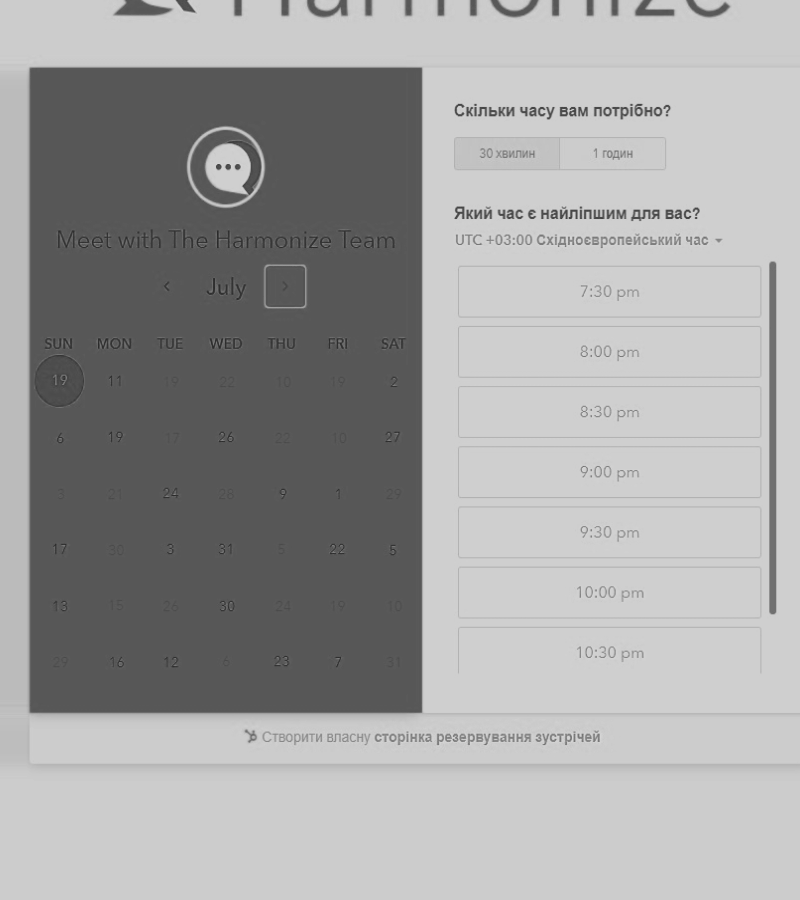 Harmonize
Meet with The Harmonize Team
July
SUN MON TUE WED THU FRI SAT
19 11 19 22 10 19 2
6 19 17 26 22 10 27
3 21 24 28 9 1 29
17 30 3 31 5 22 5
13 15 26 30 24 19 10
29 16 12 6 23 7 31
Скільки часу вам потрібно?
30 хвилин 1 годин
Який час є найліпшим для вас?
UTC +03:00 Східноєвропейський час
7:30 pm
8:00 pm
8:30 pm
9:00 pm
9:30 pm
10:00 pm
10:30 pm
Створити власну сторінка резервування зустрічей